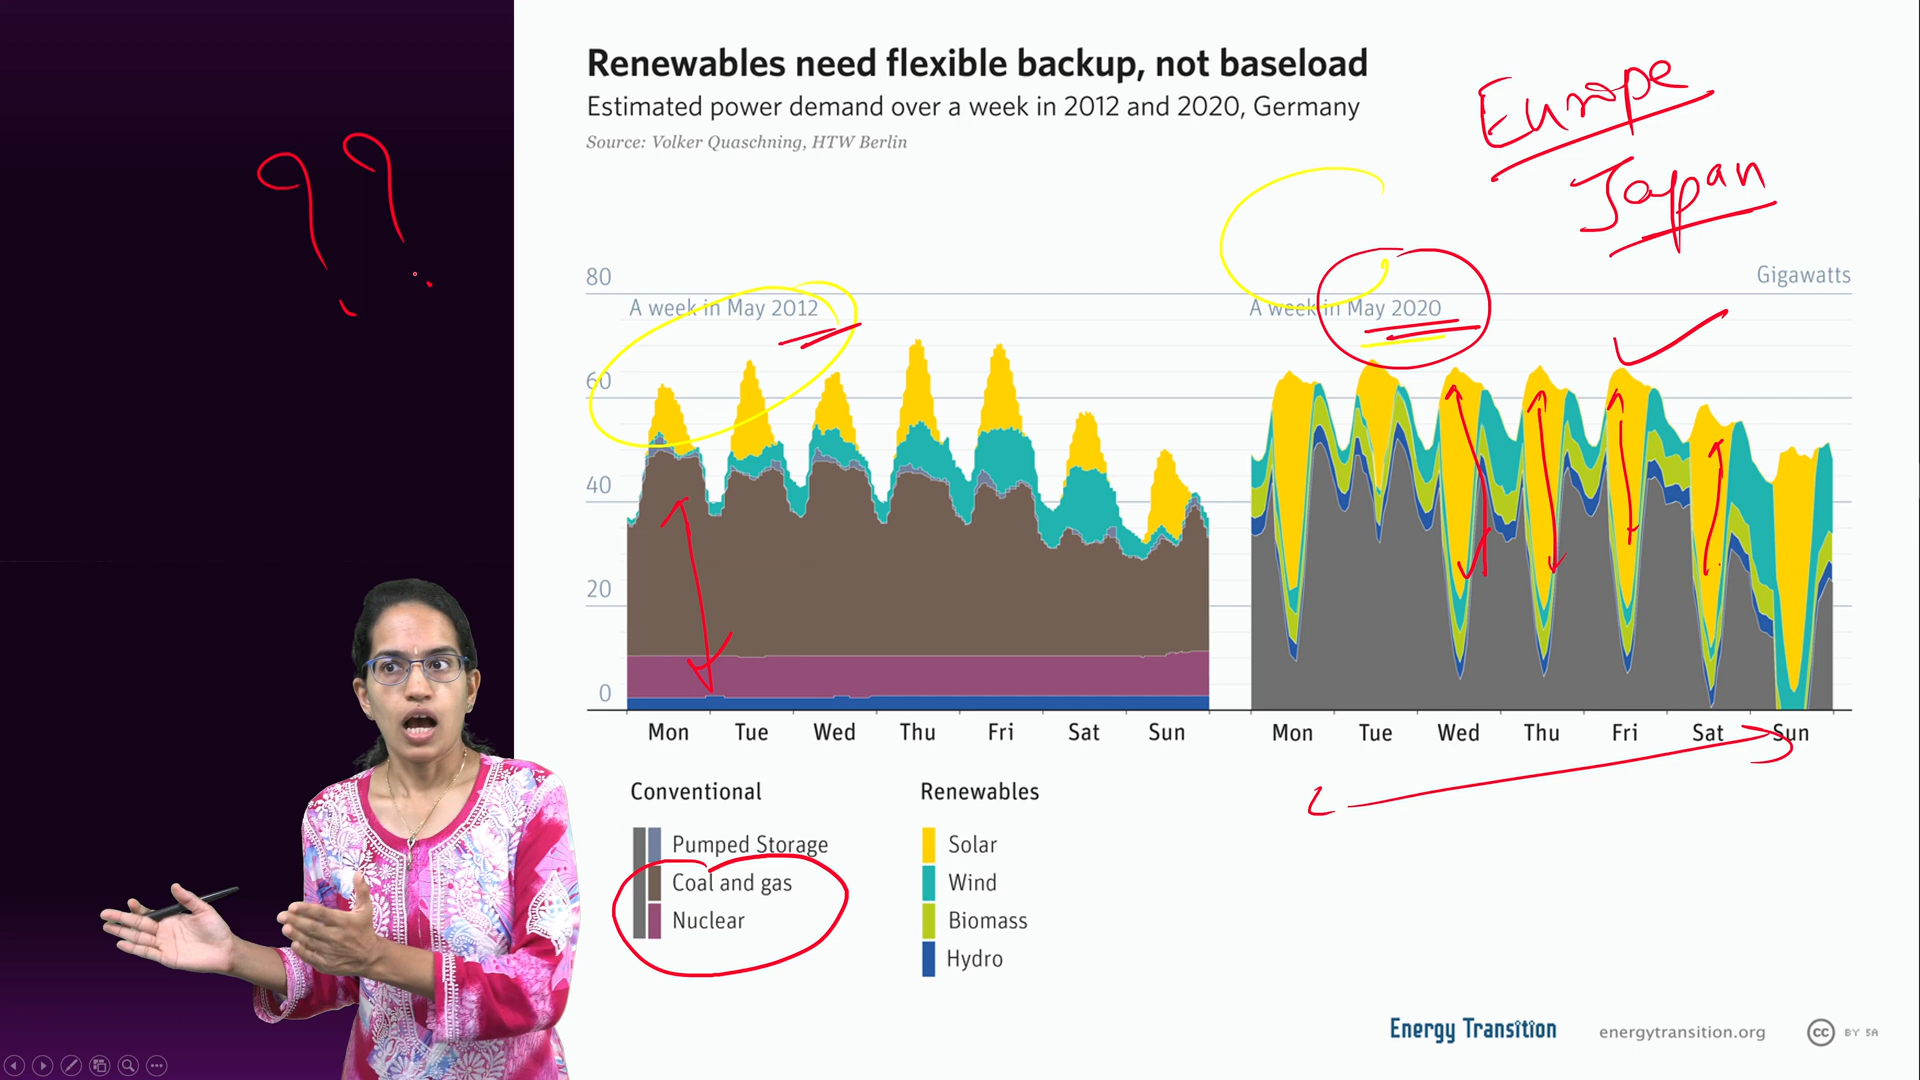 Renewables need flexible backup, not baseload
Estimated power demand over a week in 2012 and 2020, Germany
Source: Volker Quaschning, HTW Berlin
Europe
Japan
??
80
Gigawatts
A week in May 2012
A week in May 2020
60
40
20
0
Mon Tue Wed Thu Fri Sat Sun
Mon Tue Wed Thu Fri Sat Sun
Conventional
Pumped Storage
Coal and gas
Nuclear
Renewables
Solar
Wind
Biomass
Hydro
Energy Transition
energytransition.org
cc BY SA